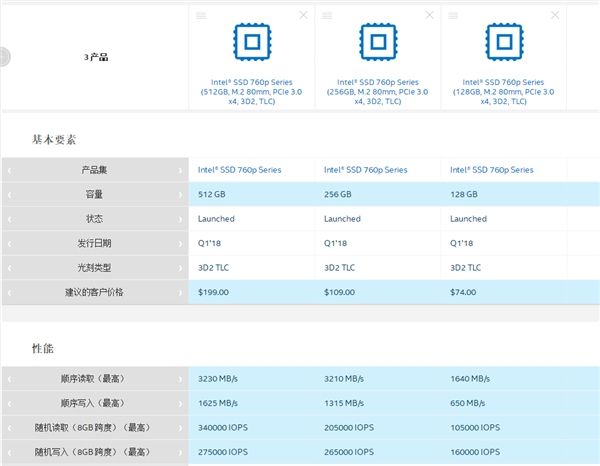 3 产品
Intel® SSD 760p Series
(512GB, M.2 80mm, PCIe 3.0
x4, 3D2, TLC)
Intel® SSD 760p Series
(256GB, M.2 80mm, PCIe 3.0
x4, 3D2, TLC)
Intel® SSD 760p Series
(128GB, M.2 80mm, PCIe 3.0
x4, 3D2, TLC)
基本要素
产品集 Intel® SSD 760p Series Intel® SSD 760p Series Intel® SSD 760p Series
容量 512 GB 256 GB 128 GB
状态 Launched Launched Launched
发行日期 Q1'18 Q1'18 Q1'18
光刻类型 3D2 TLC 3D2 TLC 3D2 TLC
建议的客户价格 $199.00 $109.00 $74.00
性能
顺序读取（最高） 3230 MB/s 3210 MB/s 1640 MB/s
顺序写入（最高） 1625 MB/s 1315 MB/s 650 MB/s
随机读取（8GB 跨度）（最高） 340000 IOPS 205000 IOPS 105000 IOPS
随机写入（8GB 跨度）（最高） 275000 IOPS 265000 IOPS 160000 IOPS